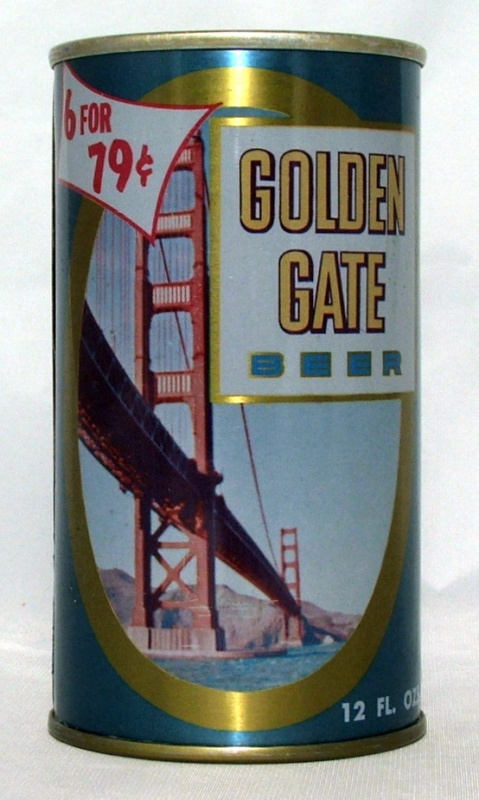 6 FOR
79¢
GOLDEN
GATE
BEER
12 FL. OZ.